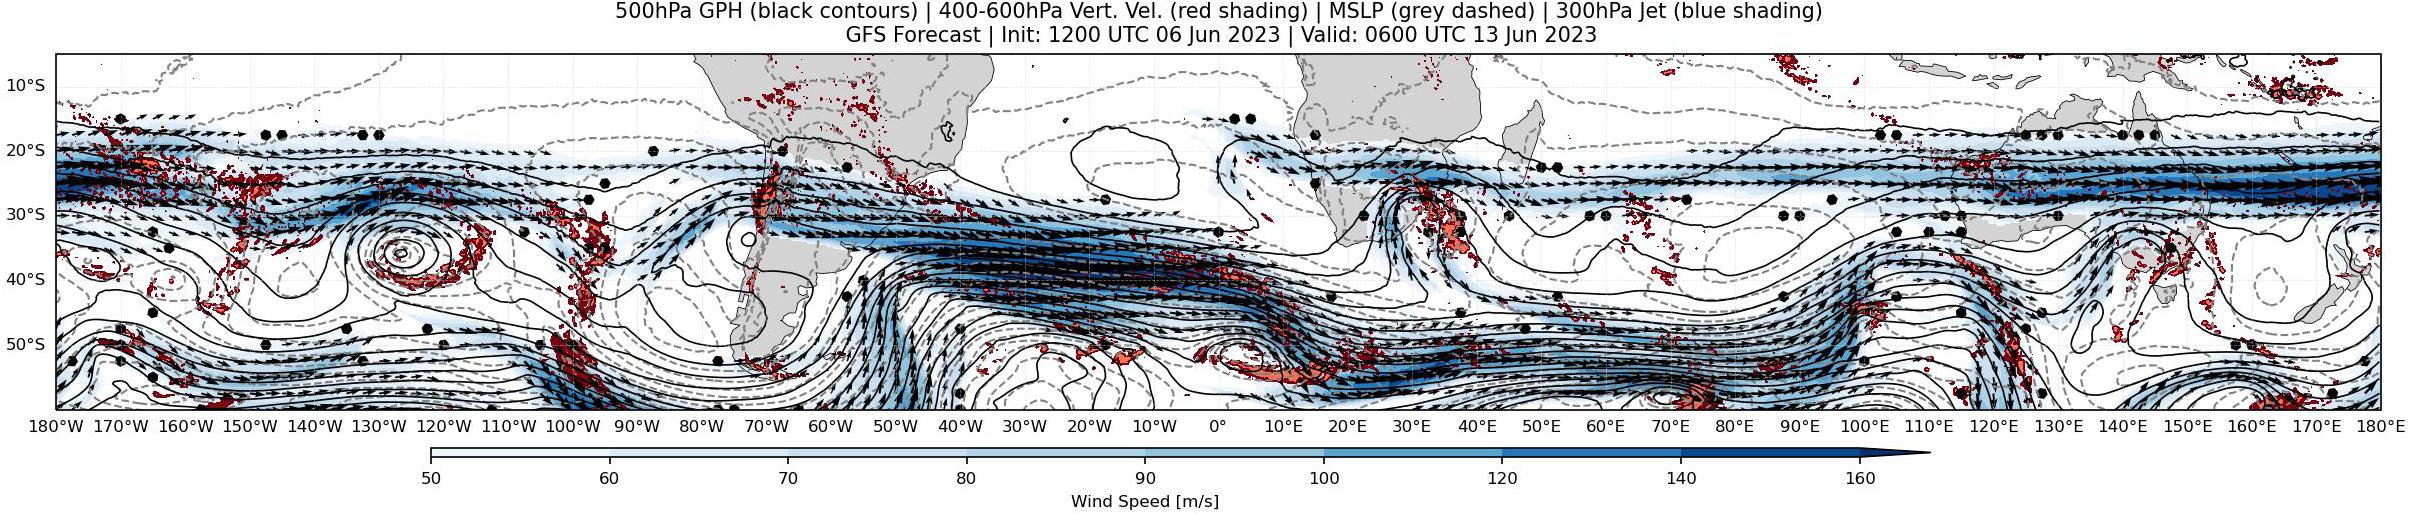 500hPa GPH (black contours) | 400-600hPa Vert. Vel. (red shading) | MSLP (grey dashed) | 300hPa Jet (blue shading)
GFS Forecast | Init: 1200 UTC 06 Jun 2023 | Valid: 0600 UTC 13 Jun 2023
10°S
20°S
30°S
40°S
50°S
180°W 170°W 160°W 150°W 140°W 130°W 120°W 110°W 100°W 90°W 80°W 70°W 60°W 50°W 40°W 30°W 20°W 10°W 0° 10°E 20°E 30°E 40°E 50°E 60°E 70°E 80°E 90°E 100°E 110°E 120°E 130°E 140°E 150°E 160°E 170°E 180°E
50 60 70 80 90 100 120 140 160
Wind Speed [m/s]